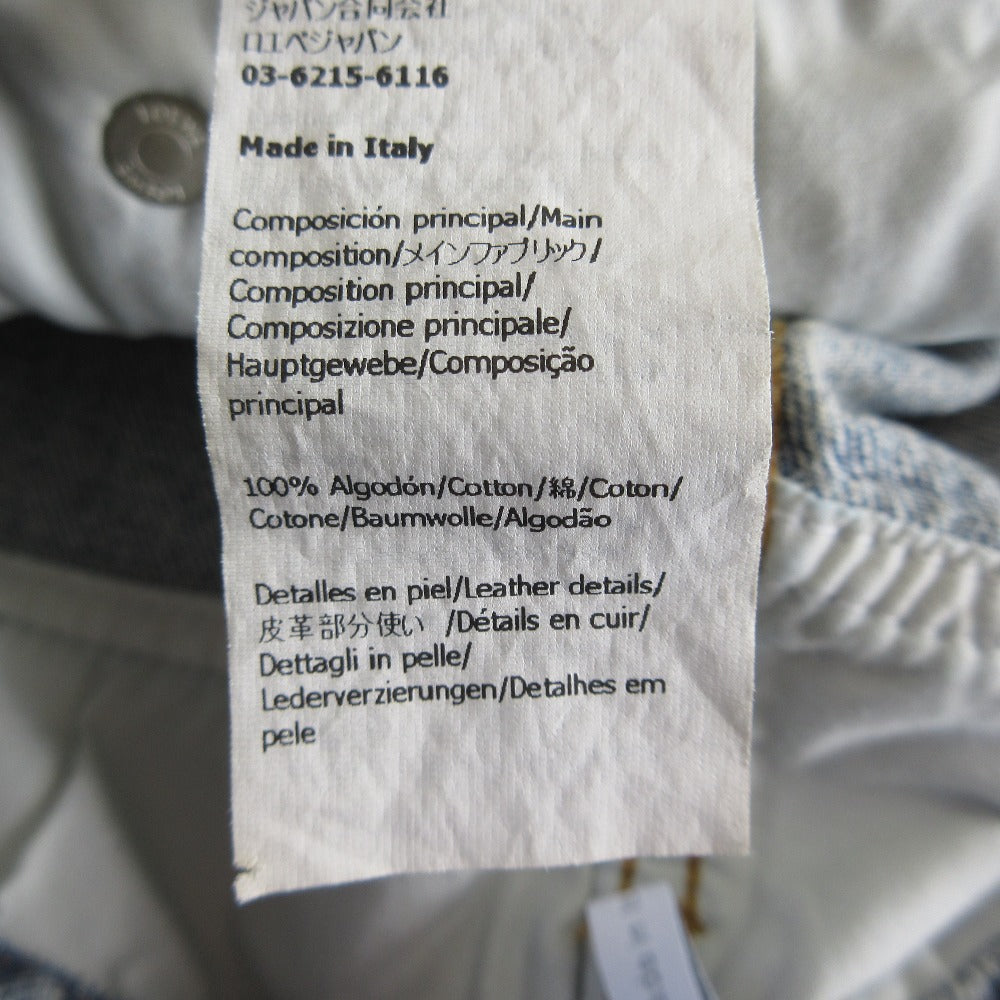 ジャパン合同会社
ロエベジャパン
03-6215-6116
Made in Italy
Composición principal/Main
composition/メインファブリック/
Composition principal/
Composizione principale/
Hauptgewebe/Composição
principal
100% Algodón/Cotton/綿/Coton/
Cotone/Baumwolle/Algodão
Detalles en piel/Leather details/
皮革部分使い /Détails en cuir/
Dettagli in pelle/
Lederverzierungen/Detalhes em
pele